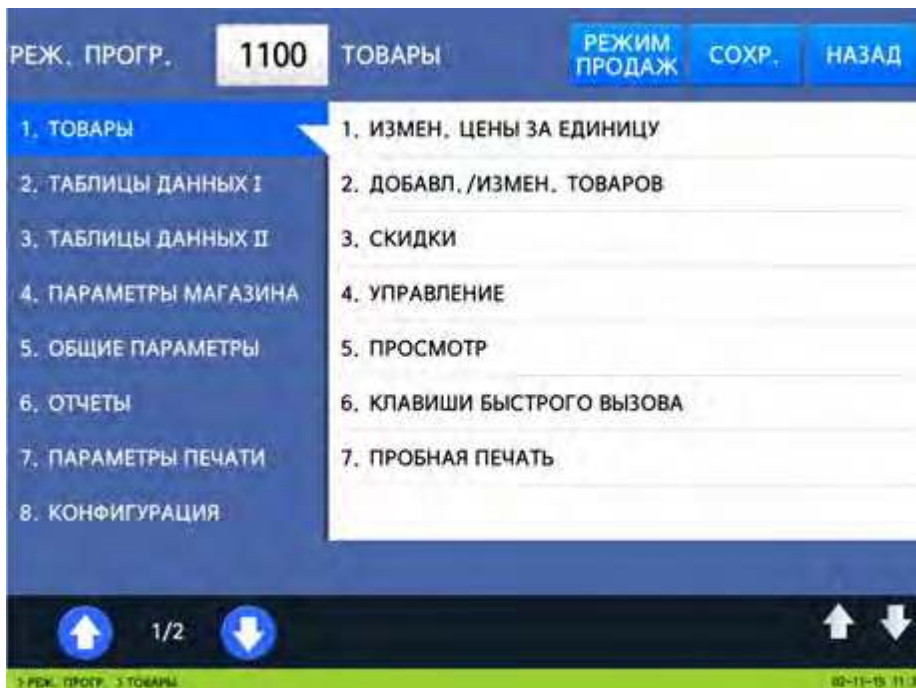 РЕЖ. ПРОГР. 1100 ТОВАРЫ РЕЖИМ ПРОДАЖ СОХР. НАЗАД
1. ТОВАРЫ
2. ТАБЛИЦЫ ДАННЫХ I
3. ТАБЛИЦЫ ДАННЫХ II
4. ПАРАМЕТРЫ МАГАЗИНА
5. ОБЩИЕ ПАРАМЕТРЫ
6. ОТЧЕТЫ
7. ПАРАМЕТРЫ ПЕЧАТИ
8. КОНФИГУРАЦИЯ
1. ИЗМЕН. ЦЕНЫ ЗА ЕДИНИЦУ
2. ДОБАВЛ./ИЗМЕН. ТОВАРОВ
3. СКИДКИ
4. УПРАВЛЕНИЕ
5. ПРОСМОТР
6. КЛАВИШИ БЫСТРОГО ВЫЗОВА
7. ПРОБНАЯ ПЕЧАТЬ
1/2
>РЕЖ. ПРОГР. >ТОВАРЫ 02-11-15